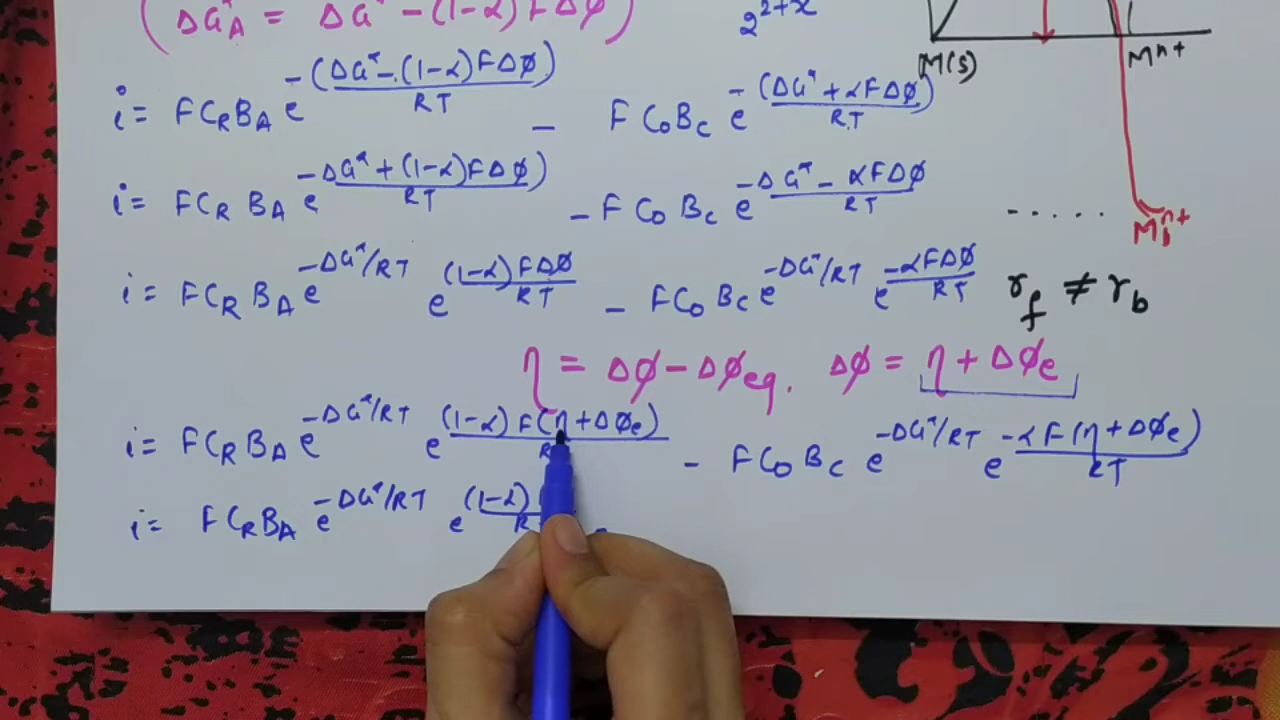 (ΔG*A = ΔG* – (1-α) FΔϕ)
2^2+x
M(s) M^n+
i = FC_R B_A e^–(ΔG* – (1-α)FΔϕ)/RT – FC_O B_C e^–(ΔG* + αFΔϕ)/RT
i = FC_R B_A e^–ΔG* + (1-α)FΔϕ)/RT – FC_O B_C e^–ΔG* – αFΔϕ/RT
. . . . . M_b^n+
i = FC_R B_A e^–ΔG*/RT e^(1-α)FΔϕ/RT – FC_O B_C e^–ΔG*/RT e^–αFΔϕ/RT r_f ≠ r_b
η = Δϕ – Δϕeq. Δϕ = η + Δϕe
i = FC_R B_A e^–ΔG*/RT e^(1-α) F(η+Δϕe)/R – FC_O B_C e^–ΔG*/RT e^–αF(η+Δϕe)/RT
i = FC_R B_A e^–ΔG*/RT e^(1-α)/R